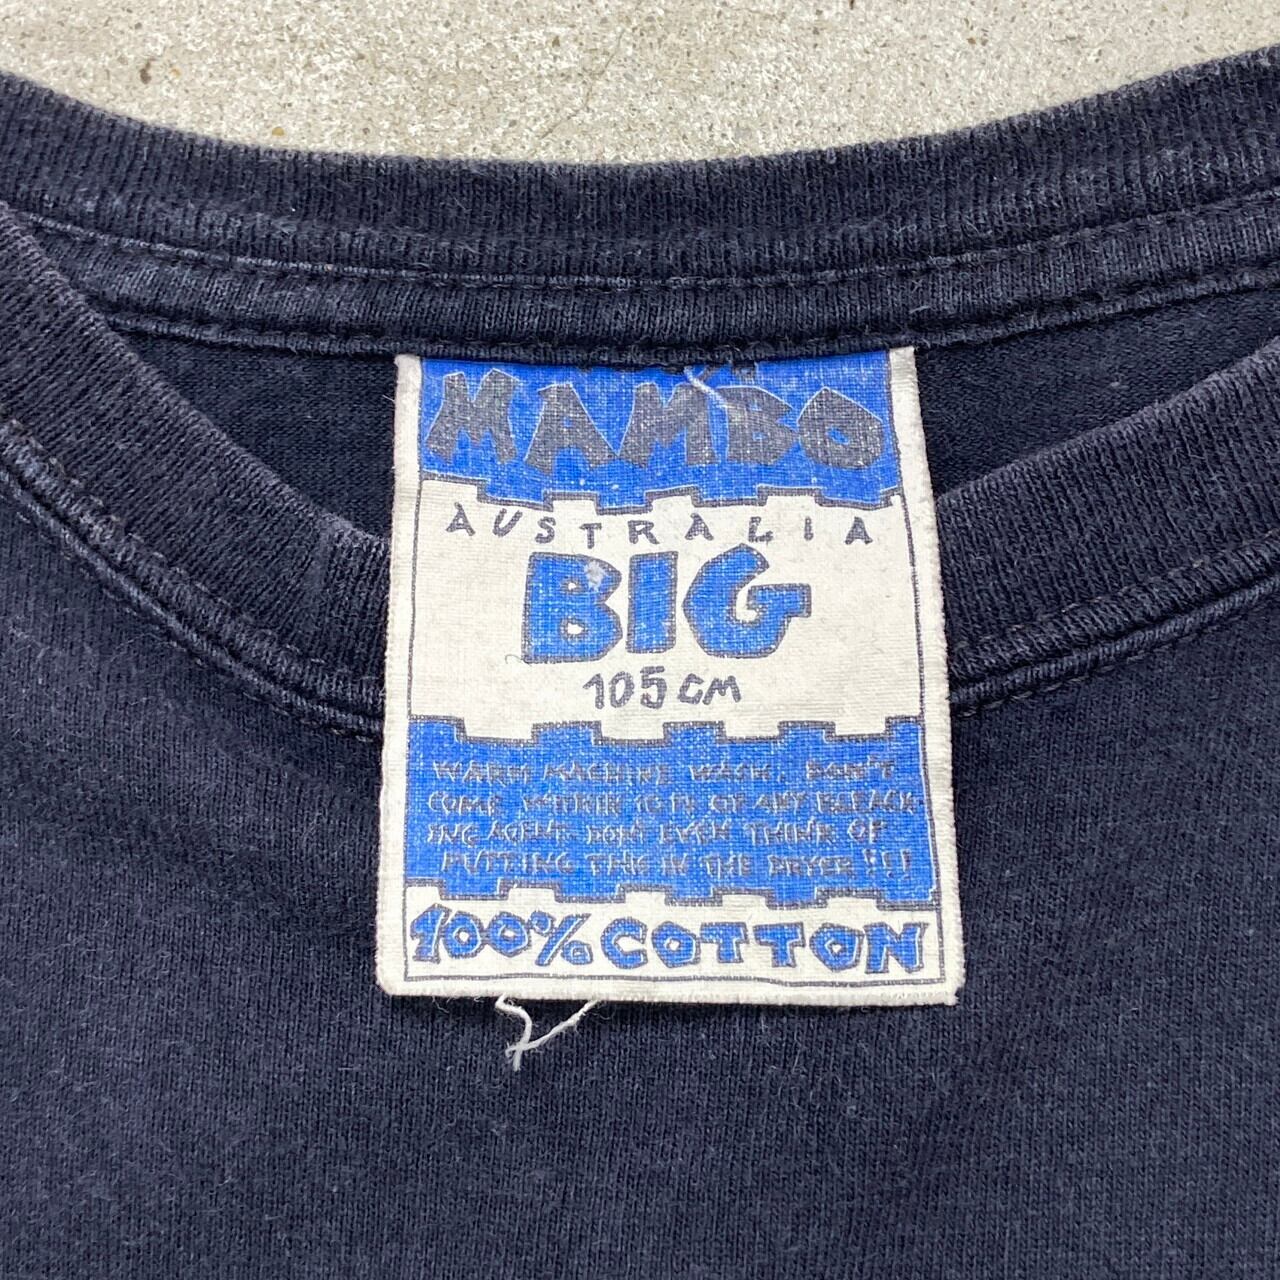 MAMBO
AUSTRALIA
BIG
105 CM
WARM MACHINE WASH. DON'T
COME WITHIN 10 FT OF ANY BLEACH-
ING AGENT. DON'T EVEN THINK OF
PUTTING THIS IN THE DRYER!!!
100% COTTON